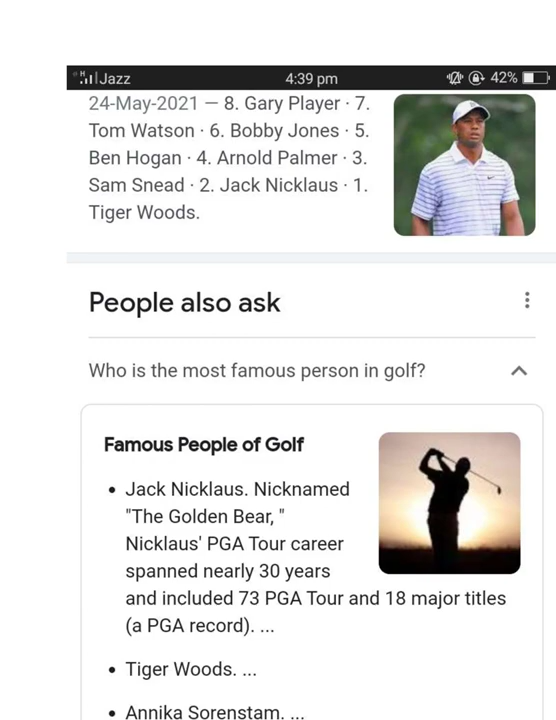 H Jazz 4:39 pm 42%
24-May-2021 — 8. Gary Player · 7.
Tom Watson · 6. Bobby Jones · 5.
Ben Hogan · 4. Arnold Palmer · 3.
Sam Snead · 2. Jack Nicklaus · 1.
Tiger Woods.
People also ask
Who is the most famous person in golf?
Famous People of Golf
• Jack Nicklaus. Nicknamed
"The Golden Bear, "
Nicklaus' PGA Tour career
spanned nearly 30 years
and included 73 PGA Tour and 18 major titles
(a PGA record). ...
• Tiger Woods. ...
• Annika Sorenstam. ...